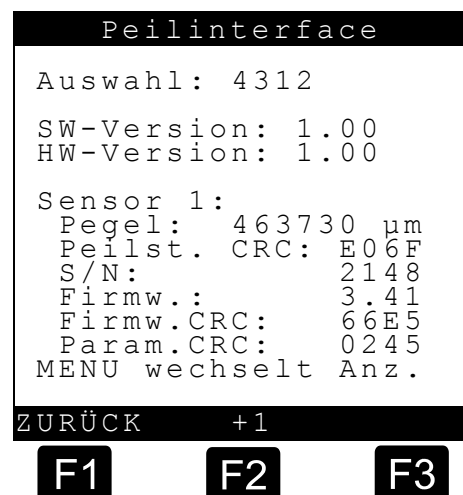 Peilinterface
Auswahl: 4312
SW-Version: 1.00
HW-Version: 1.00
Sensor 1:
Pegel: 463730 µm
Peilst. CRC: E06F
S/N: 2148
Firmw.: 3.41
Firmw.CRC: 66E5
Param.CRC: 0245
MENU wechselt Anz.
ZURÜCK +1
F1 F2 F3